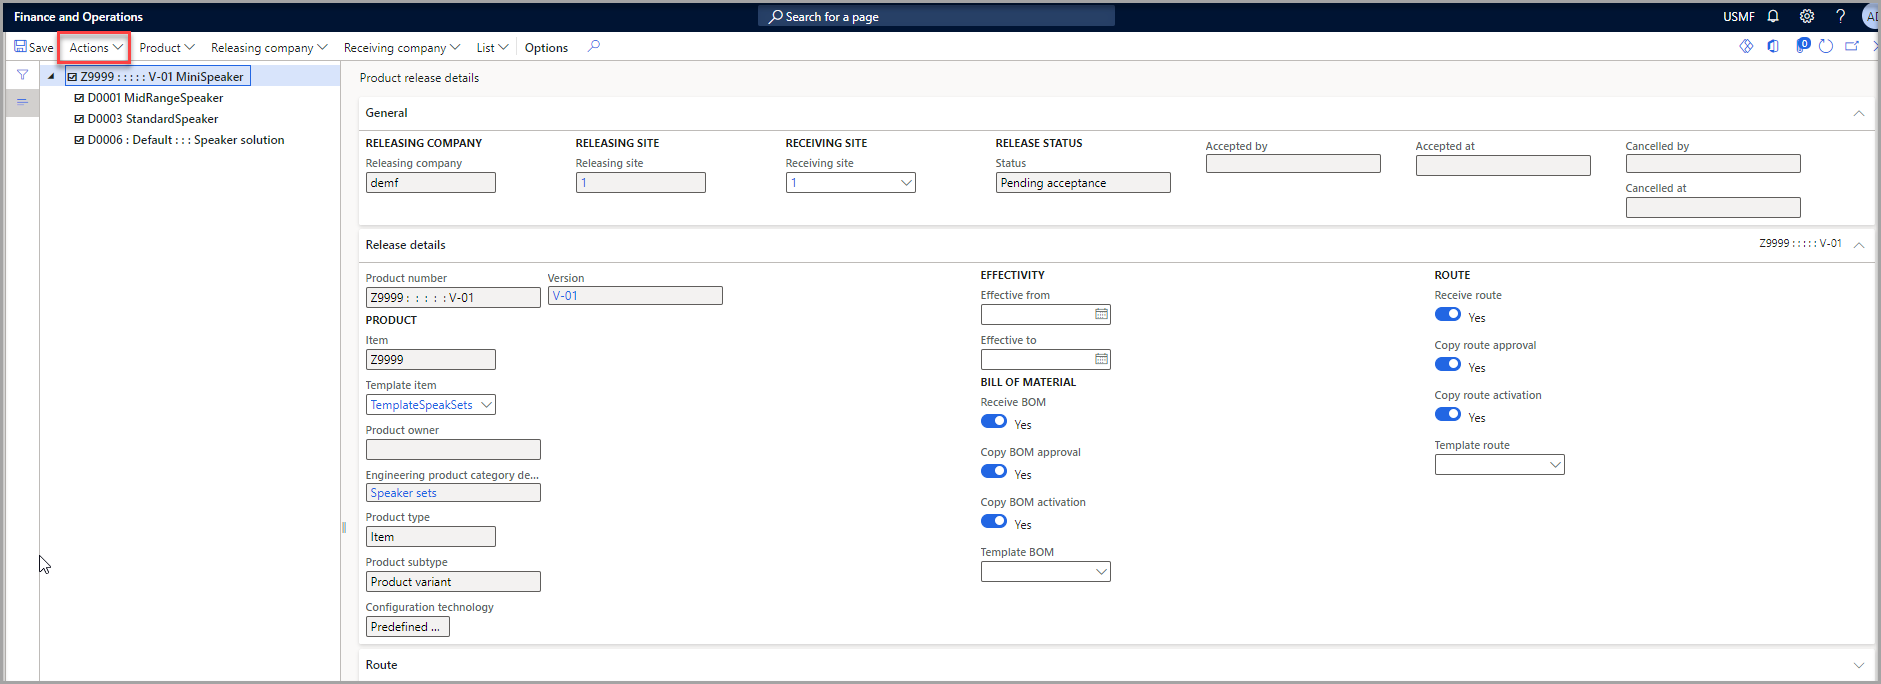 Finance and Operations
Search for a page
USMF
?
AD
Save
Actions
Product
Releasing company
Receiving company
List
Options
0
Z9999 : : : : : V-01 MiniSpeaker
D0001 MidRangeSpeaker
D0003 StandardSpeaker
D0006 : Default : : : Speaker solution
Product release details
General
RELEASING COMPANY
Releasing company
demf
RELEASING SITE
Releasing site
1
RECEIVING SITE
Receiving site
1
RELEASE STATUS
Status
Pending acceptance
Accepted by
Accepted at
Cancelled by
Cancelled at
Release details
Z9999 : : : : : V-01
Product number
Z9999 : : : : : V-01
Version
V-01
PRODUCT
Item
Z9999
Template item
TemplateSpeakSets
Product owner
Engineering product category de...
Speaker sets
Product type
Item
Product subtype
Product variant
Configuration technology
Predefined ...
EFFECTIVITY
Effective from
Effective to
BILL OF MATERIAL
Receive BOM
Yes
Copy BOM approval
Yes
Copy BOM activation
Yes
Template BOM
ROUTE
Receive route
Yes
Copy route approval
Yes
Copy route activation
Yes
Template route
Route